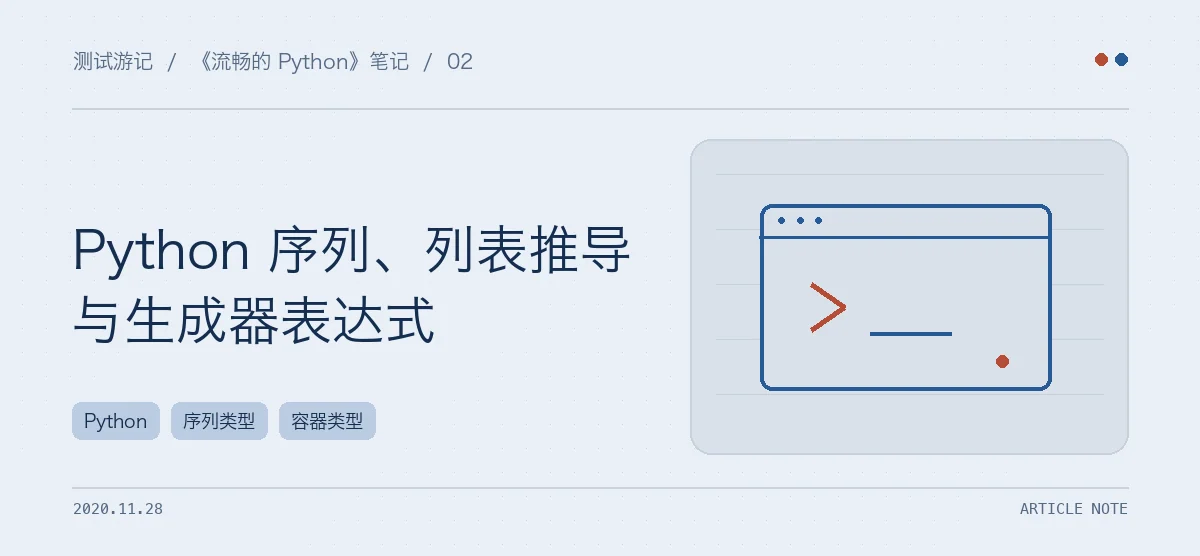 测试游记 / 《流畅的 Python》笔记 / 02
Python 序列、列表推导
与生成器表达式
Python 序列类型 容器类型
2020.11.28
ARTICLE NOTE